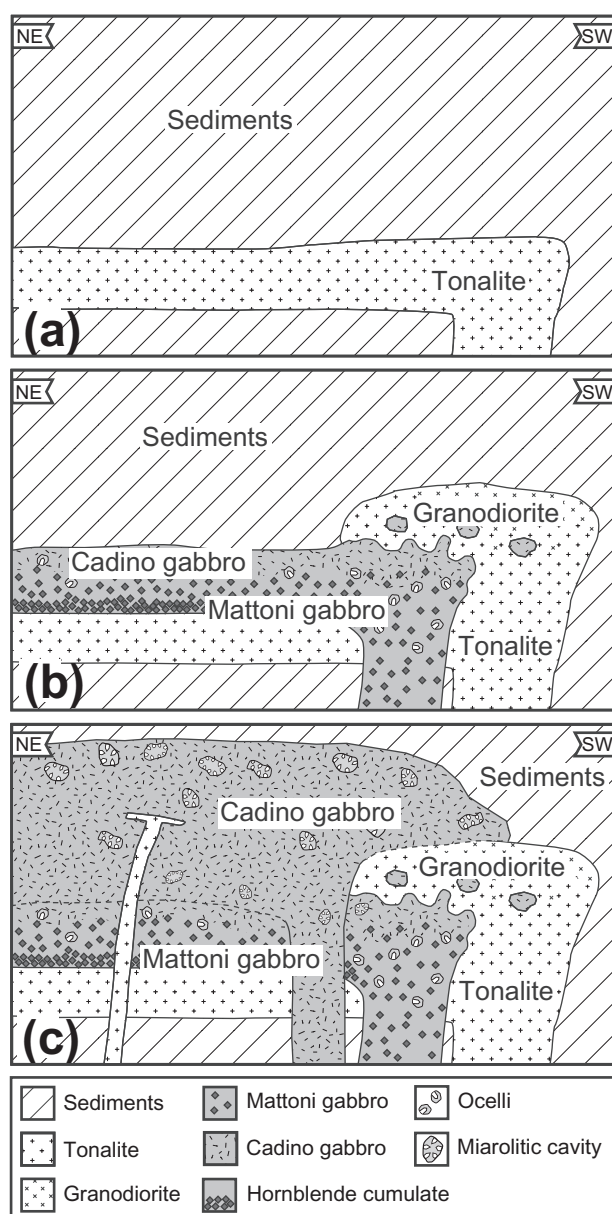 NE
SW
Sediments
Tonalite
(a)
NE
SW
Sediments
Granodiorite
Cadino gabbro
Mattoni gabbro
Tonalite
(b)
NE
SW
Sediments
Cadino gabbro
Granodiorite
Mattoni gabbro
Tonalite
(c)
Sediments
Mattoni gabbro
Ocelli
Tonalite
Cadino gabbro
Miarolitic cavity
Granodiorite
Hornblende cumulate